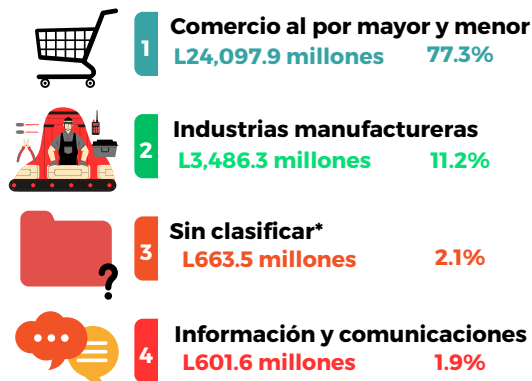 1
Comercio al por mayor y menor
L24,097.9 millones 77.3%
2
Industrias manufactureras
L3,486.3 millones 11.2%
3
Sin clasificar*
L663.5 millones 2.1%
?
4
Información y comunicaciones
L601.6 millones 1.9%